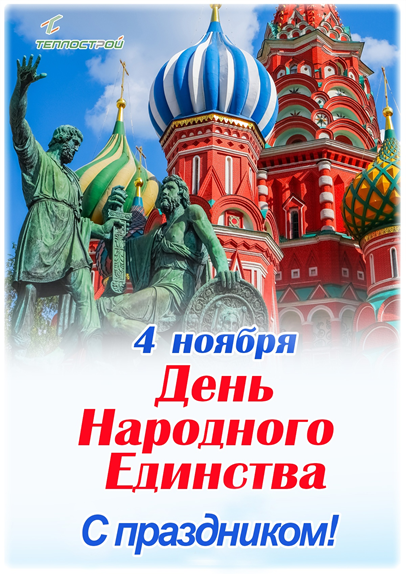 ТЕПЛОСТРОЙ
4 ноября
День
Народного
Единства
С праздником!